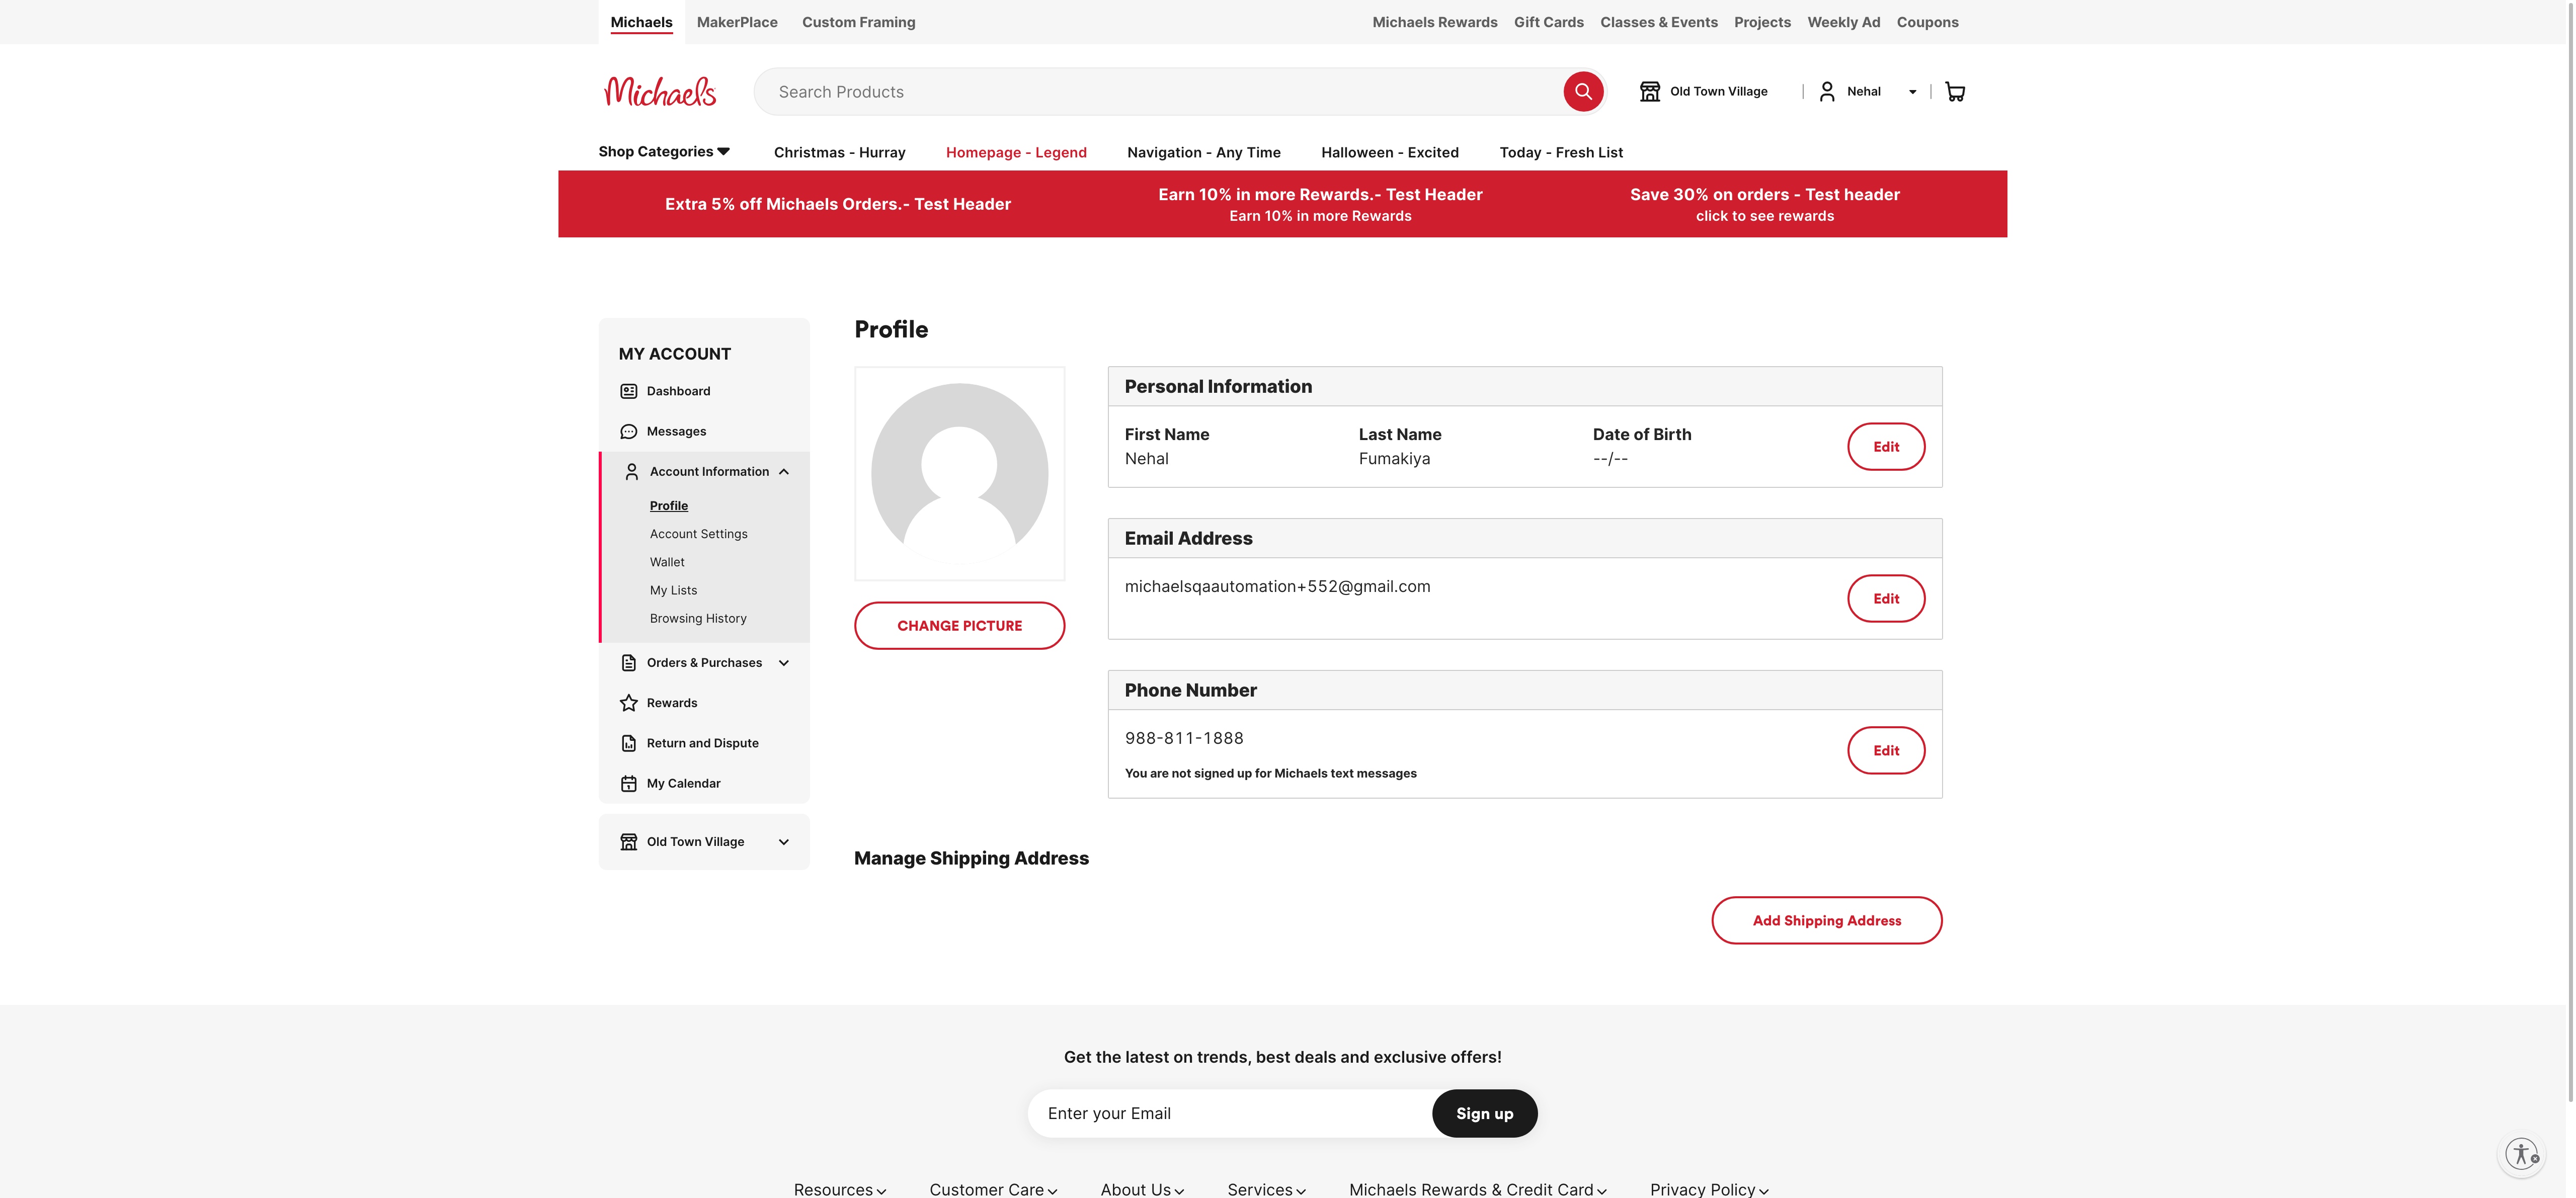 Michaels MakerPlace Custom Framing Michaels Rewards Gift Cards Classes & Events Projects Weekly Ad Coupons
Michaels Search Products Old Town Village Nehal
Shop Categories Christmas - Hurray Homepage - Legend Navigation - Any Time Halloween - Excited Today - Fresh List
Extra 5% off Michaels Orders.- Test Header
Earn 10% in more Rewards.- Test Header
Earn 10% in more Rewards
Save 30% on orders - Test header
click to see rewards
MY ACCOUNT
Dashboard
Messages
Account Information
Profile
Account Settings
Wallet
My Lists
Browsing History
Orders & Purchases
Rewards
Return and Dispute
My Calendar
Old Town Village
Profile
CHANGE PICTURE
Personal Information
First Name Last Name Date of Birth
Nehal Fumakiya --/--
Edit
Email Address
michaelsqaautomation+552@gmail.com
Edit
Phone Number
988-811-1888
Edit
You are not signed up for Michaels text messages
Manage Shipping Address
Add Shipping Address
Get the latest on trends, best deals and exclusive offers!
Enter your Email Sign up
Resources Customer Care About Us Services Michaels Rewards & Credit Card Privacy Policy